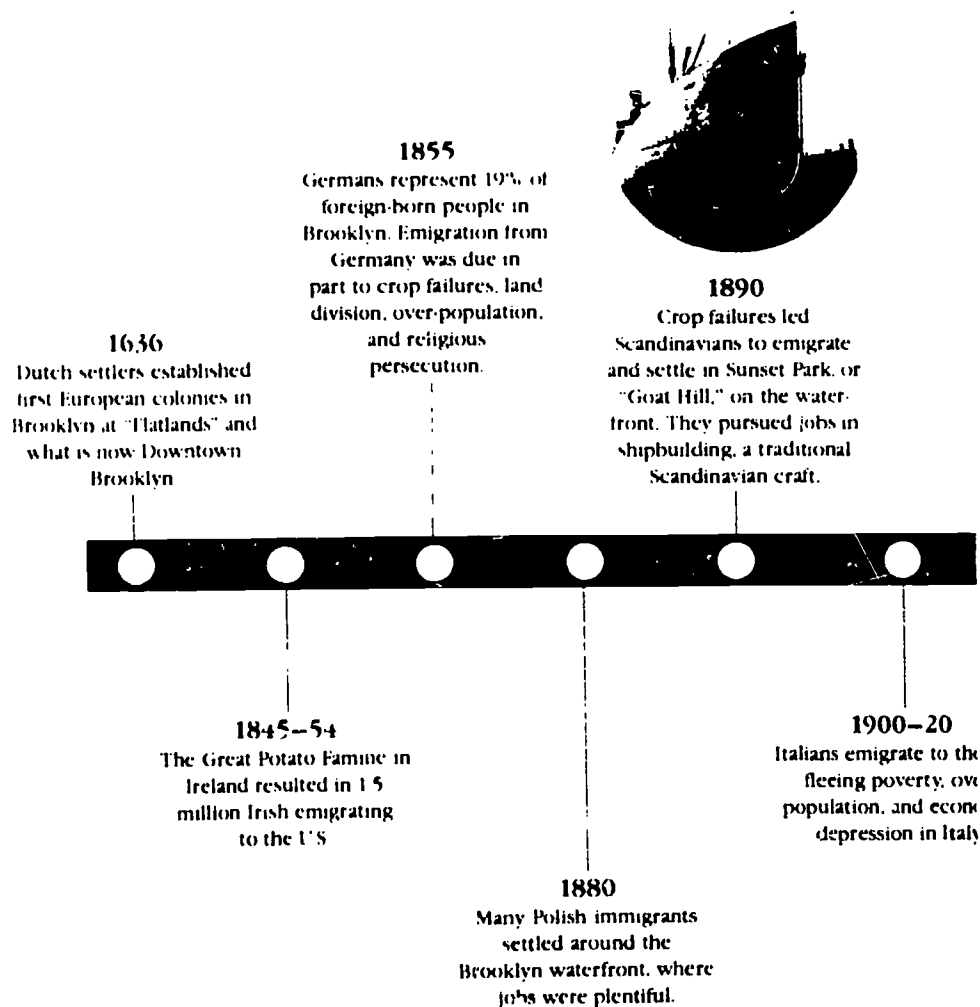 1636
Dutch settlers established
first European colonies in
Brooklyn at "Flatlands" and
what is now Downtown
Brooklyn
1845–54
The Great Potato Famine in
Ireland resulted in 1.5
million Irish emigrating
to the US
1855
Germans represent 19% of
foreign-born people in
Brooklyn. Emigration from
Germany was due in
part to crop failures, land
division, over-population,
and religious
persecution.
1880
Many Polish immigrants
settled around the
Brooklyn waterfront, where
jobs were plentiful.
1890
Crop failures led
Scandinavians to emigrate
and settle in Sunset Park, or
"Goat Hill," on the water-
front. They pursued jobs in
shipbuilding, a traditional
Scandinavian craft.
1900–20
Italians emigrate to the
fleeing poverty, ov
population, and econ
depression in Italy